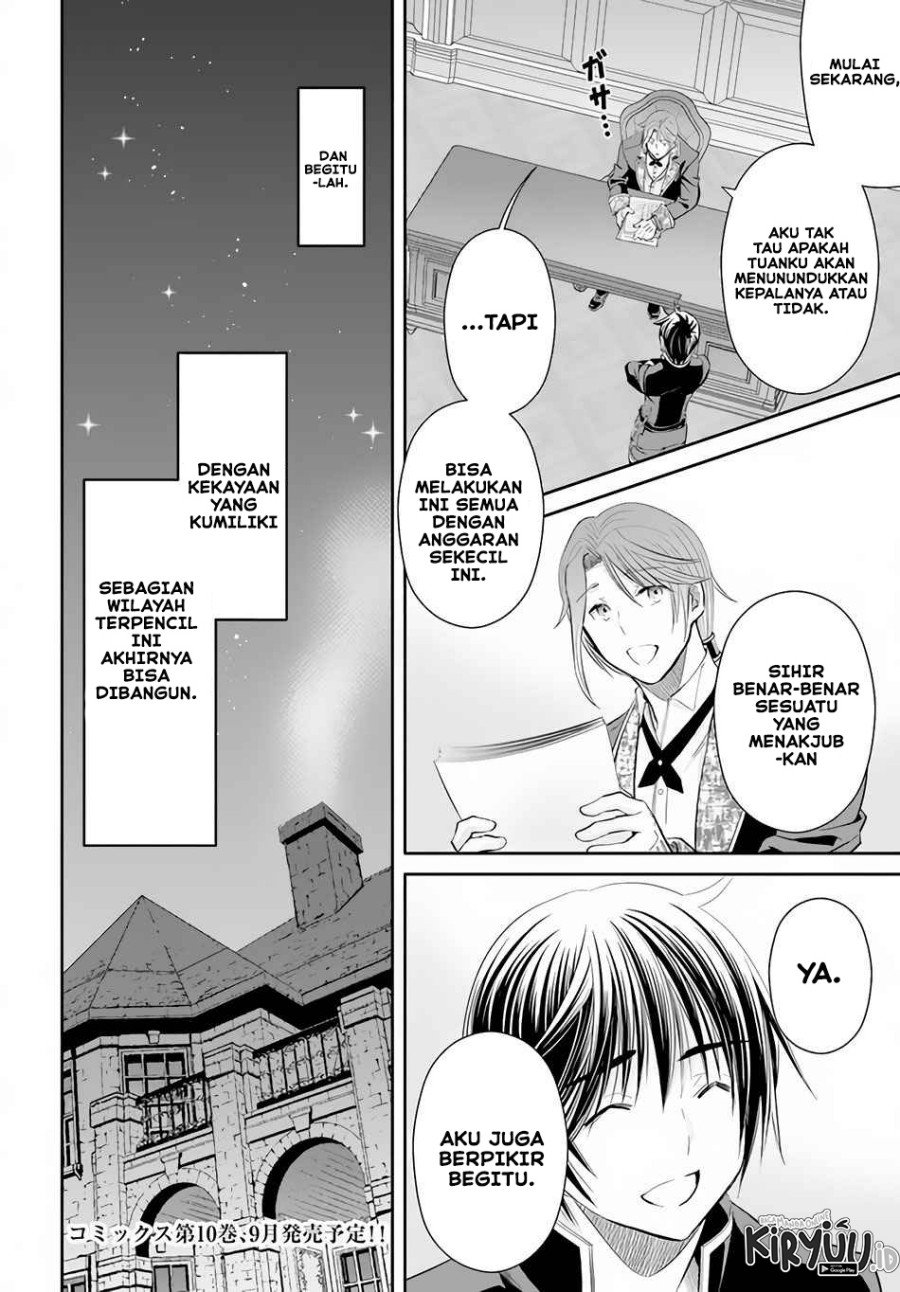 MULAI
SEKARANG,
ガサ…
AKU TAK
TAU APAKAH
TUANKU AKAN
MENUNUNDUKKAN
KEPALANYA ATAU
TIDAK.
...TAPI
BISA
MELAKUKAN
INI SEMUA
DENGAN
ANGGARAN
SEKECIL
INI.
SIHIR
BENAR-BENAR
SESUATU
YANG
MENAKJUB
-KAN
YA.
AKU JUGA
BERPIKIR
BEGITU.
DAN
BEGITU
-LAH.
DENGAN
KEKAYAAN
YANG
KUMILIKI
SEBAGIAN
WILAYAH
TERPENCIL
INI
AKHIRNYA
BISA
DIBANGUN.
コミックス第10巻、9月発売予定!!
KIRYUU.ID
Google Play